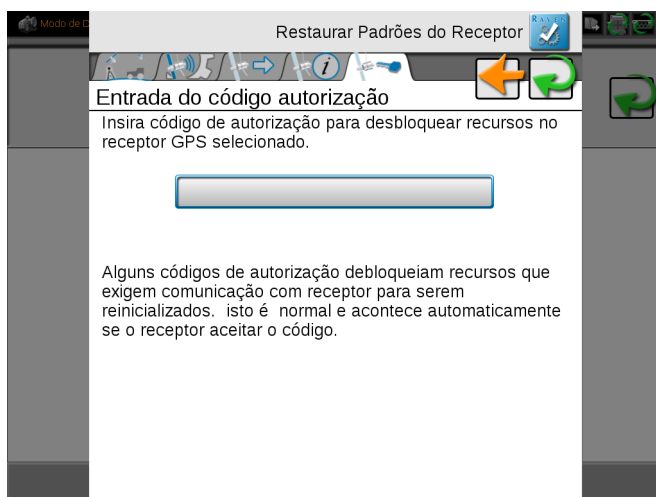 Modo de D
Restaurar Padrões do Receptor
RAVEN
Entrada do código autorização
Insira código de autorização para desbloquear recursos no
receptor GPS selecionado.
Alguns códigos de autorização debloqueiam recursos que
exigem comunicação com receptor para serem
reinicializados.  isto é  normal e acontece automaticamente
se o receptor aceitar o código.